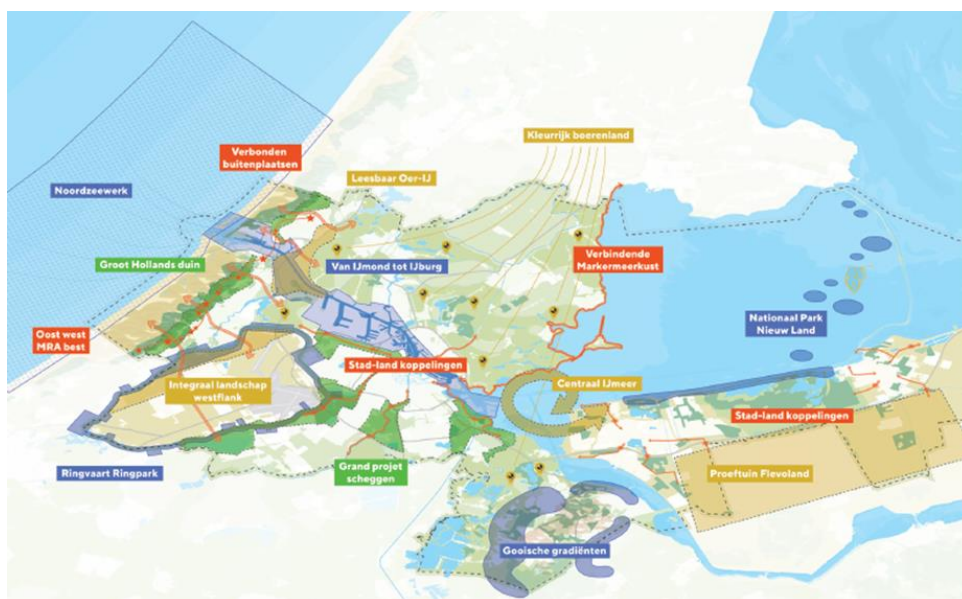 Kleurrijk boerenland
Verbonden
buitenplaatsen
Leesbaar Oer-IJ
Noordzeewerk
Verbindende
Markermeerkust
Groot Hollands duin
Van IJmond tot IJburg
Nationaal Park
Nieuw Land
Oost west
MRA best
Stad-land koppelingen
Integraal landschap
westflank
Centraal IJmeer
Stad-land koppelingen
Ringvaart Ringpark
Grand projet
scheggen
Proeftuin Flevoland
Gooische gradiënten